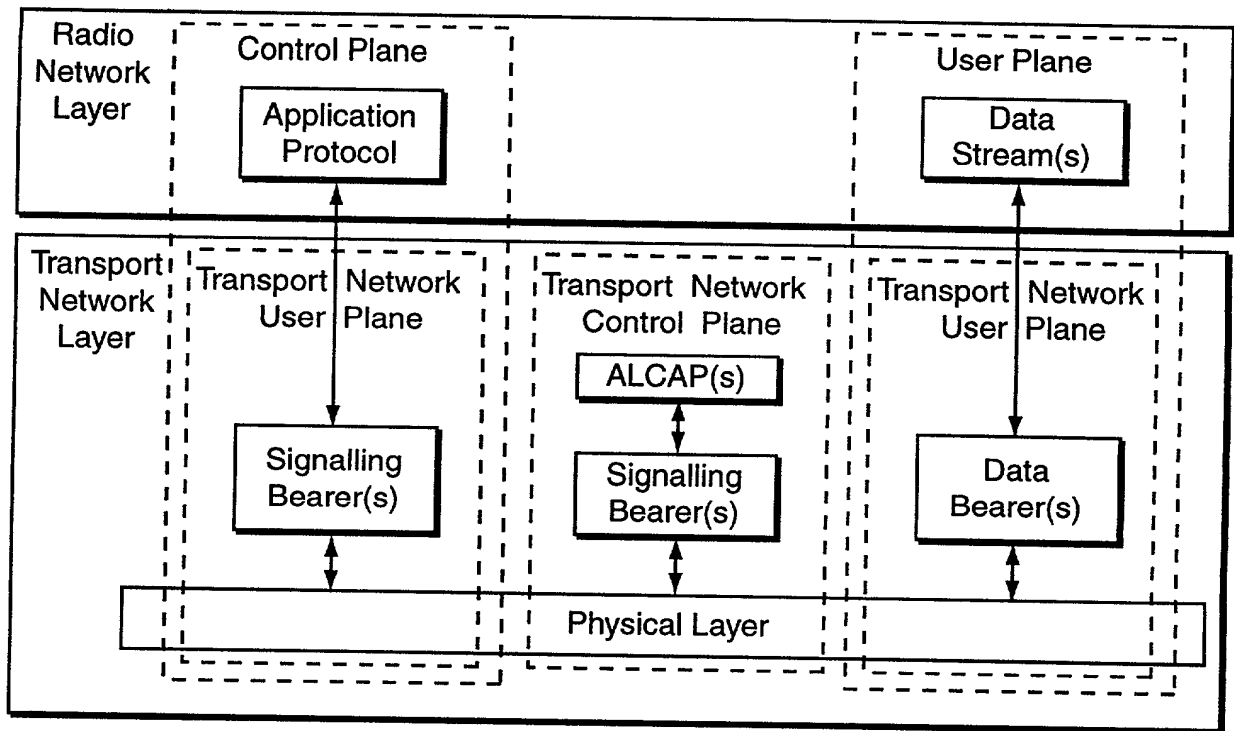 Radio
Network
Layer
Control Plane
Application
Protocol
User Plane
Data
Stream(s)
Transport
Network
Layer
Transport Network
User Plane
Signalling
Bearer(s)
Transport Network
Control Plane
ALCAP(s)
Signalling
Bearer(s)
Transport Network
User Plane
Data
Bearer(s)
Physical Layer